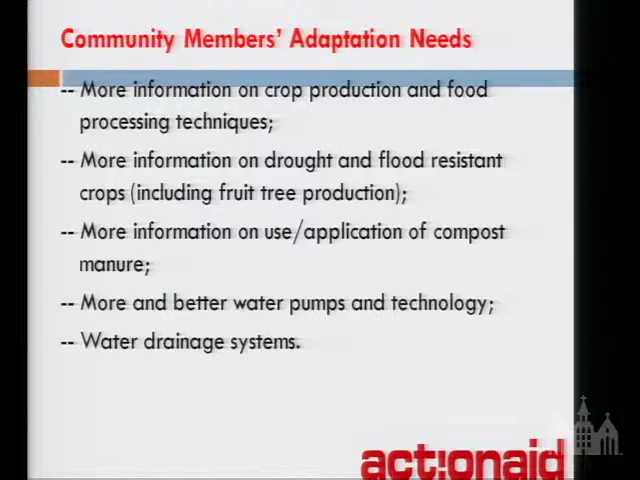 Community Members' Adaptation Needs
-- More information on crop production and food
processing techniques;
-- More information on drought and flood resistant
crops (including fruit tree production);
-- More information on use/application of compost
manure;
-- More and better water pumps and technology;
-- Water drainage systems.
act!onaid